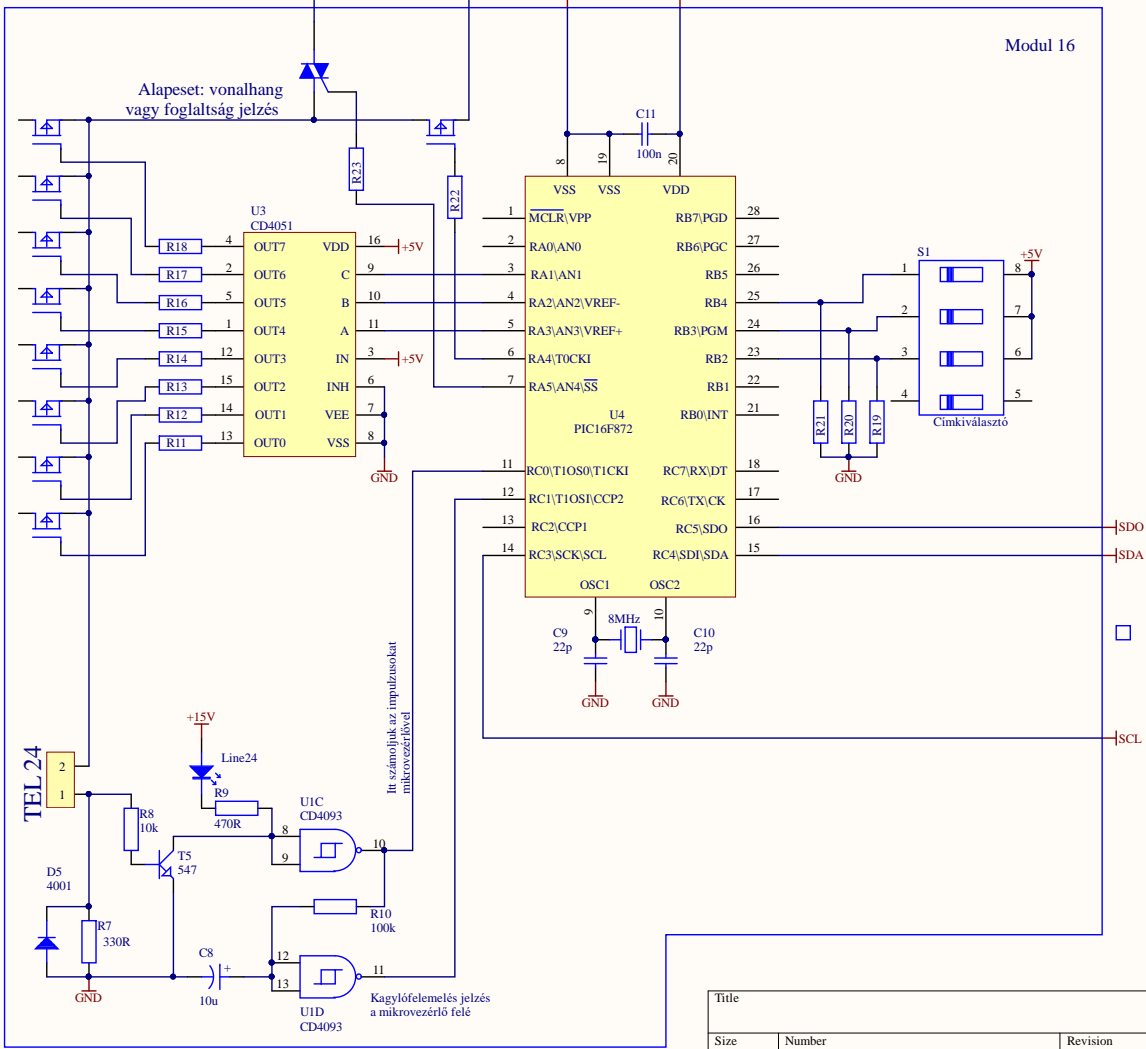 Modul 16
Alapeset: vonalhang
vagy foglaltság jelzés
C11
100n
R23
R22
8
19
20
VSS
VSS
VDD
U3
CD4051
R18
4
OUT7
VDD
16
+5V
R17
2
OUT6
C
9
R16
5
OUT5
B
10
R15
1
OUT4
A
11
R14
12
OUT3
IN
3
+5V
R13
15
OUT2
INH
6
R12
14
OUT1
VEE
7
R11
13
OUT0
VSS
8
GND
1
MCLR\VPP
RB7\PGD
28
2
RA0\AN0
RB6\PGC
27
3
RA1\AN1
RB5
26
4
RA2\AN2\VREF-
RB4
25
5
RA3\AN3\VREF+
RB3\PGM
24
6
RA4\T0CKI
RB2
23
7
RA5\AN4\SS
RB1
22
U4
PIC16F872
RB0\INT
21
11
RC0\T1OS0\T1CKI
RC7\RX\DT
18
12
RC1\T1OSI\CCP2
RC6\TX\CK
17
13
RC2\CCP1
RC5\SDO
16
14
RC3\SCK\SCL
RC4\SDI\SDA
15
OSC1
OSC2
9
10
8MHz
C9
22p
C10
22p
GND
GND
S1
+5V
1
8
2
7
3
6
4
5
Címkiválasztó
R21
R20
R19
GND
SDO
SDA
SCL
Itt számoljuk az impulzusokat
mikrovezérlővel
+15V
Line24
R9
470R
TEL 24
2
1
R8
10k
T5
547
U1C
CD4093
8
9
10
D5
4001
R7
330R
R10
100k
C8
+
10u
12
13
11
U1D
CD4093
GND
Kagylófelemelés jelzés
a mikrovezérlő felé
Title
Size
Number
Revision